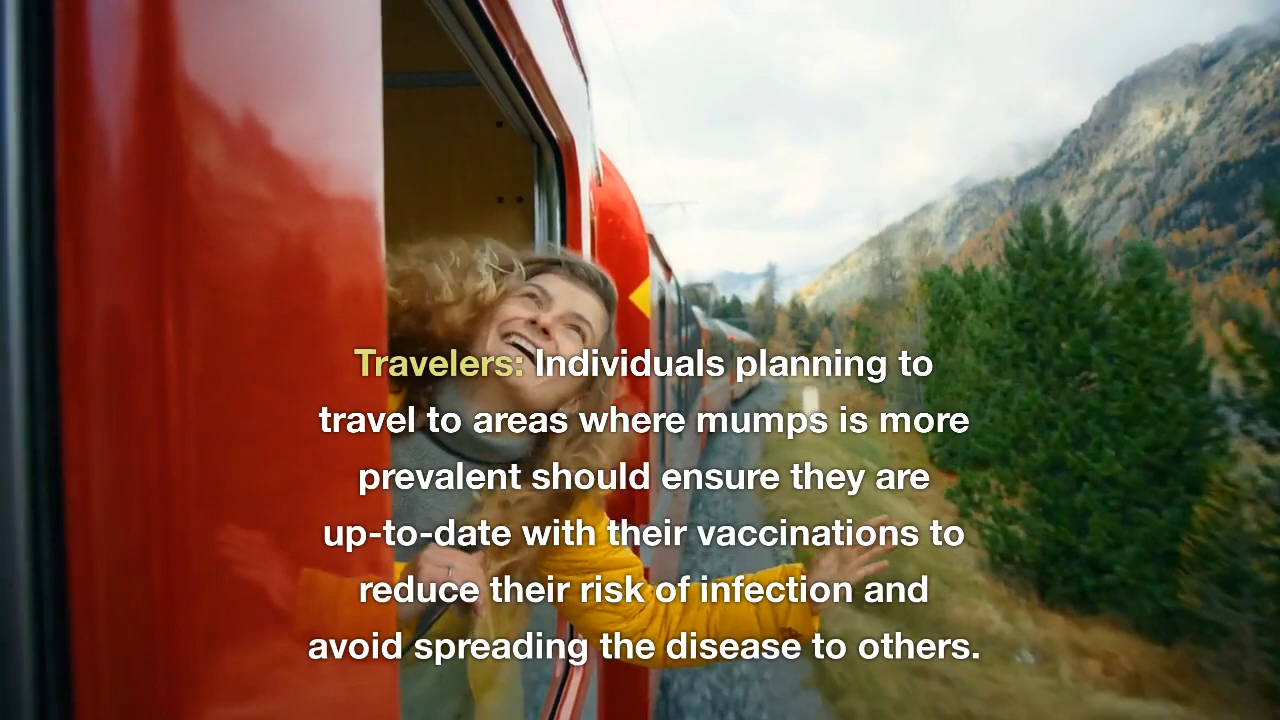 Travelers: Individuals planning to
travel to areas where mumps is more
prevalent should ensure they are
up-to-date with their vaccinations to
reduce their risk of infection and
avoid spreading the disease to others.